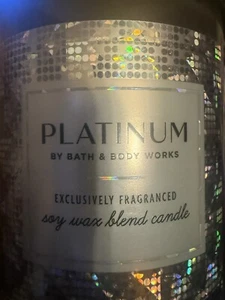 PLATINUM
BY BATH & BODY WORKS
EXCLUSIVELY FRAGRANCED
soy wax blend candle